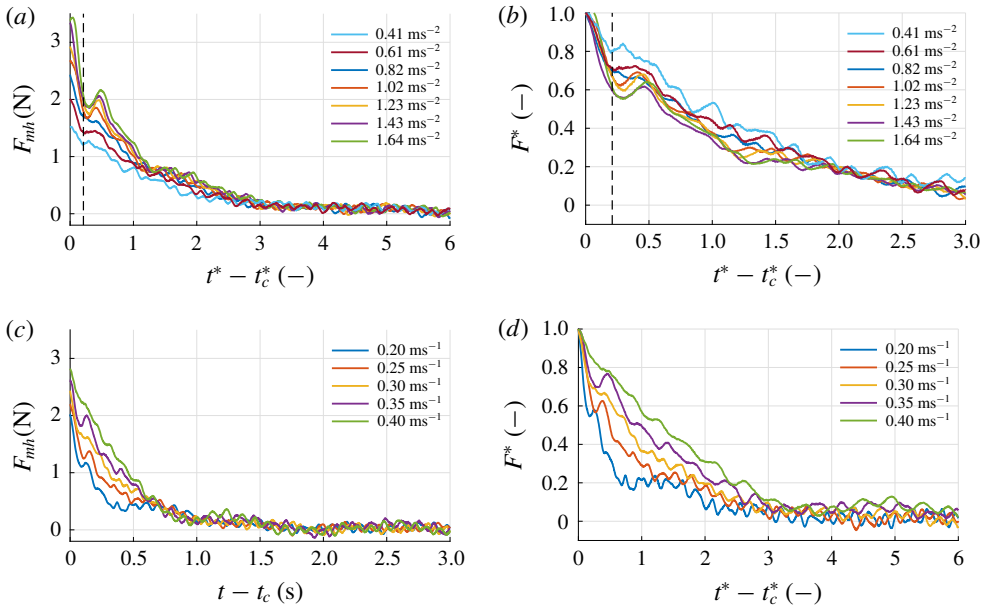 (a)
3
2
1
0
F_mh (N)
0 1 2 3 4 5 6
t* − t*_c (−)
0.41 ms⁻²
0.61 ms⁻²
0.82 ms⁻²
1.02 ms⁻²
1.23 ms⁻²
1.43 ms⁻²
1.64 ms⁻²
(b)
1.0
0.8
0.6
0.4
0.2
0
F* (−)
0 0.5 1.0 1.5 2.0 2.5 3.0
t* − t*_c (−)
0.41 ms⁻²
0.61 ms⁻²
0.82 ms⁻²
1.02 ms⁻²
1.23 ms⁻²
1.43 ms⁻²
1.64 ms⁻²
(c)
3
2
1
0
F_mh (N)
0 0.5 1.0 1.5 2.0 2.5 3.0
t − t_c (s)
0.20 ms⁻¹
0.25 ms⁻¹
0.30 ms⁻¹
0.35 ms⁻¹
0.40 ms⁻¹
(d)
1.0
0.8
0.6
0.4
0.2
0
F* (−)
0 1 2 3 4 5 6
t* − t*_c (−)
0.20 ms⁻¹
0.25 ms⁻¹
0.30 ms⁻¹
0.35 ms⁻¹
0.40 ms⁻¹